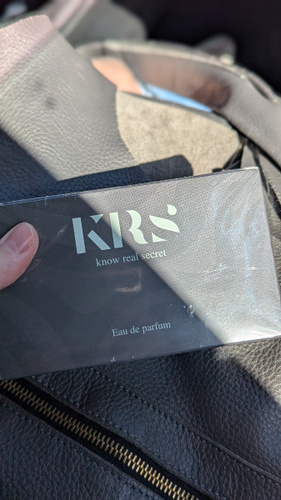 KRS
know real secret
Eau de parfum